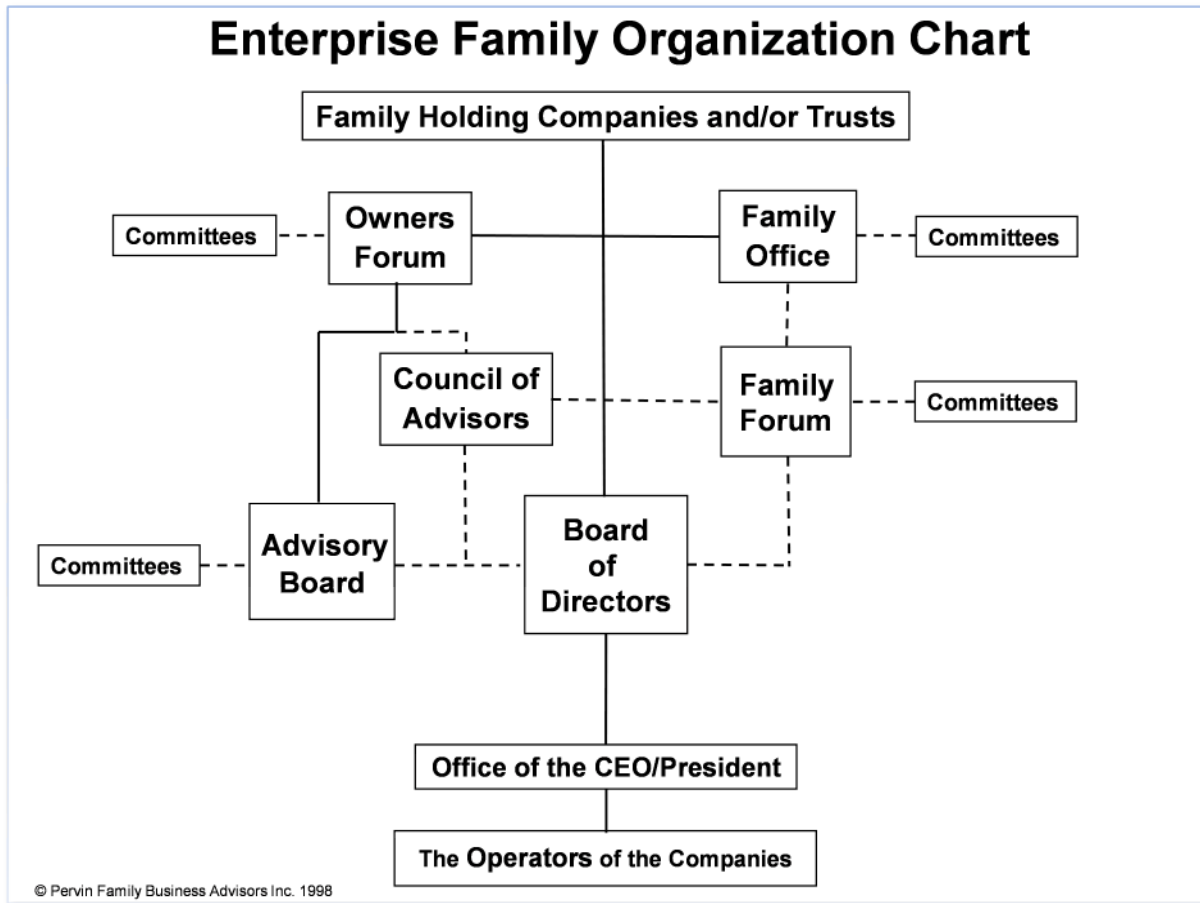 Enterprise Family Organization Chart
Family Holding Companies and/or Trusts
Committees
Owners
Forum
Family
Office
Committees
Council of
Advisors
Family
Forum
Committees
Committees
Advisory
Board
Board
of
Directors
Office of the CEO/President
The Operators of the Companies
© Pervin Family Business Advisors Inc. 1998